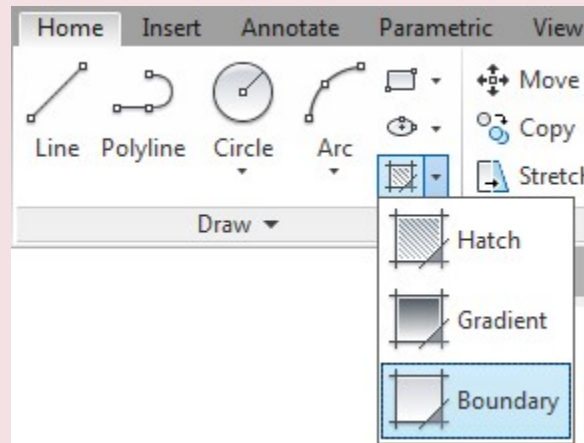 Home Insert Annotate Parametric View
Move
Copy
Line Polyline Circle Arc
Stretch
Draw
Hatch
Gradient
Boundary